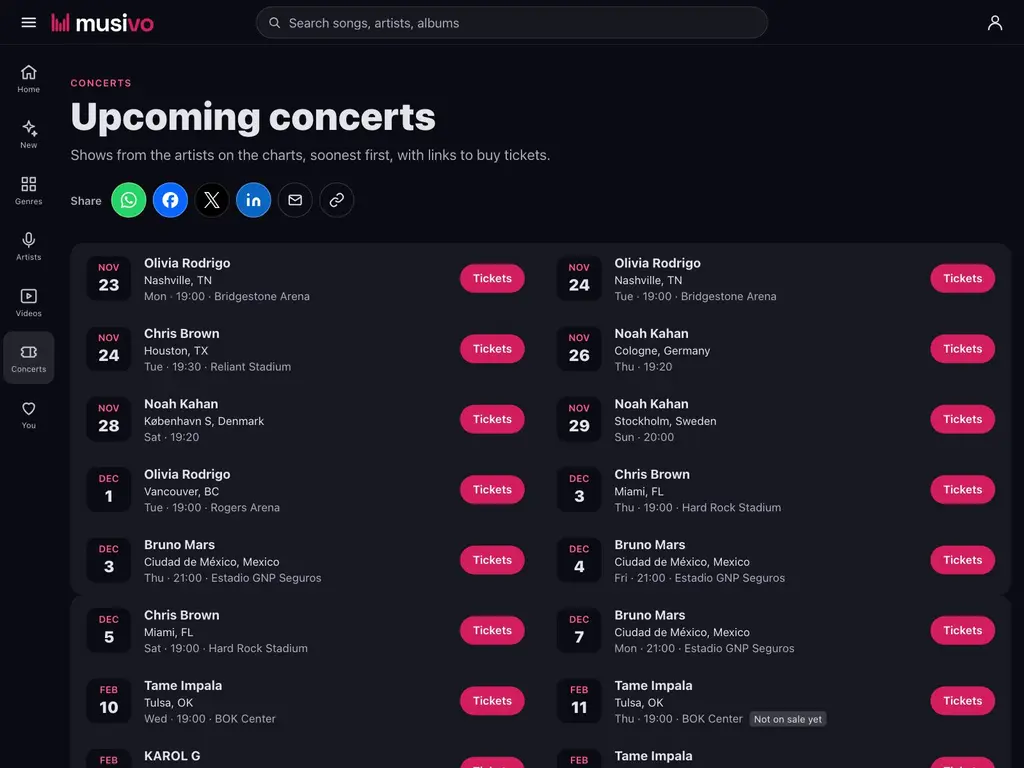 musivo
Search songs, artists, albums
Home
New
Genres
Artists
Videos
Concerts
You
CONCERTS
Upcoming concerts
Shows from the artists on the charts, soonest first, with links to buy tickets.
Share
NOV
23
Olivia Rodrigo
Nashville, TN
Mon · 19:00 · Bridgestone Arena
Tickets
NOV
24
Olivia Rodrigo
Nashville, TN
Tue · 19:00 · Bridgestone Arena
Tickets
NOV
24
Chris Brown
Houston, TX
Tue · 19:30 · Reliant Stadium
Tickets
NOV
26
Noah Kahan
Cologne, Germany
Thu · 19:20
Tickets
NOV
28
Noah Kahan
København S, Denmark
Sat · 19:20
Tickets
NOV
29
Noah Kahan
Stockholm, Sweden
Sun · 20:00
Tickets
DEC
1
Olivia Rodrigo
Vancouver, BC
Tue · 19:00 · Rogers Arena
Tickets
DEC
3
Chris Brown
Miami, FL
Thu · 19:00 · Hard Rock Stadium
Tickets
DEC
3
Bruno Mars
Ciudad de México, Mexico
Thu · 21:00 · Estadio GNP Seguros
Tickets
DEC
4
Bruno Mars
Ciudad de México, Mexico
Fri · 21:00 · Estadio GNP Seguros
Tickets
DEC
5
Chris Brown
Miami, FL
Sat · 19:00 · Hard Rock Stadium
Tickets
DEC
7
Bruno Mars
Ciudad de México, Mexico
Mon · 21:00 · Estadio GNP Seguros
Tickets
FEB
10
Tame Impala
Tulsa, OK
Wed · 19:00 · BOK Center
Tickets
FEB
11
Tame Impala
Tulsa, OK
Thu · 19:00 · BOK Center Not on sale yet
Tickets
FEB
KAROL G
FEB
Tame Impala